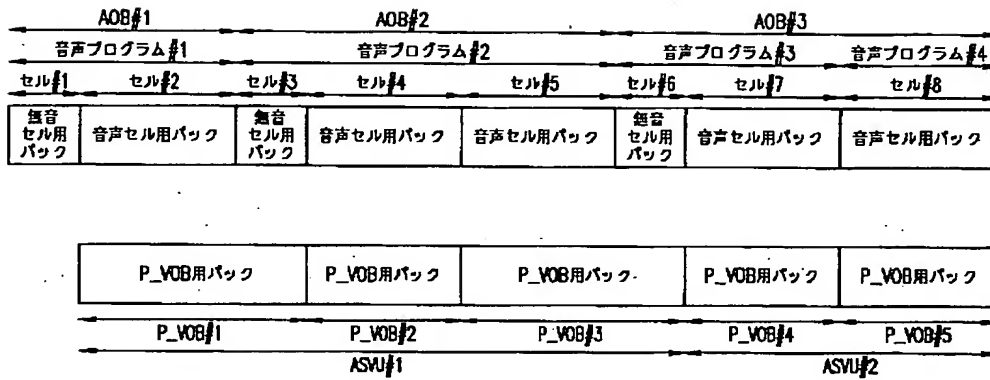 AOB#1 AOB#2 AOB#3
音声プログラム#1 音声プログラム#2 音声プログラム#3 音声プログラム#4
セル#1 セル#2 セル#3 セル#4 セル#5 セル#6 セル#7 セル#8
無音
セル用
パック
音声セル用パック
無音
セル用
パック
音声セル用パック
音声セル用パック
無音
セル用
パック
音声セル用パック
音声セル用パック
P_VOB用パック P_VOB用パック P_VOB用パック P_VOB用パック P_VOB用パック
P_VOB#1 P_VOB#2 P_VOB#3 P_VOB#4 P_VOB#5
ASVU#1 ASVU#2